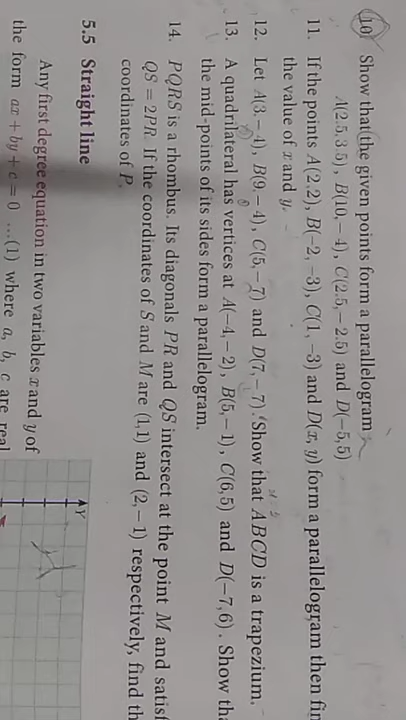 10. Show that the given points form a parallelogram
A(2.5,3.5), B(10,−4), C(2.5,−2.5) and D(−5,5)
11. If the points A(2,2), B(−2,−3), C(1,−3) and D(x, y) form a parallelogram then
the value of x and y.
12. Let A(3,−4), B(9,−4), C(5,−7) and D(7,−7). Show that ABCD is a trapezium.
13. A quadrilateral has vertices at A(−4,−2), B(5,−1), C(6,5) and D(−7,6). Show
the mid-points of its sides form a parallelogram.
14. PQRS is a rhombus. Its diagonals PR and QS intersect at the point M and
QS = 2PR. If the coordinates of S and M are (1,1) and (2,−1) respectively, find
coordinates of P.
5.5 Straight line
Any first degree equation in two variables x and y of
the form ax + by + c = 0 ...(1) where a, b, c are real
Y